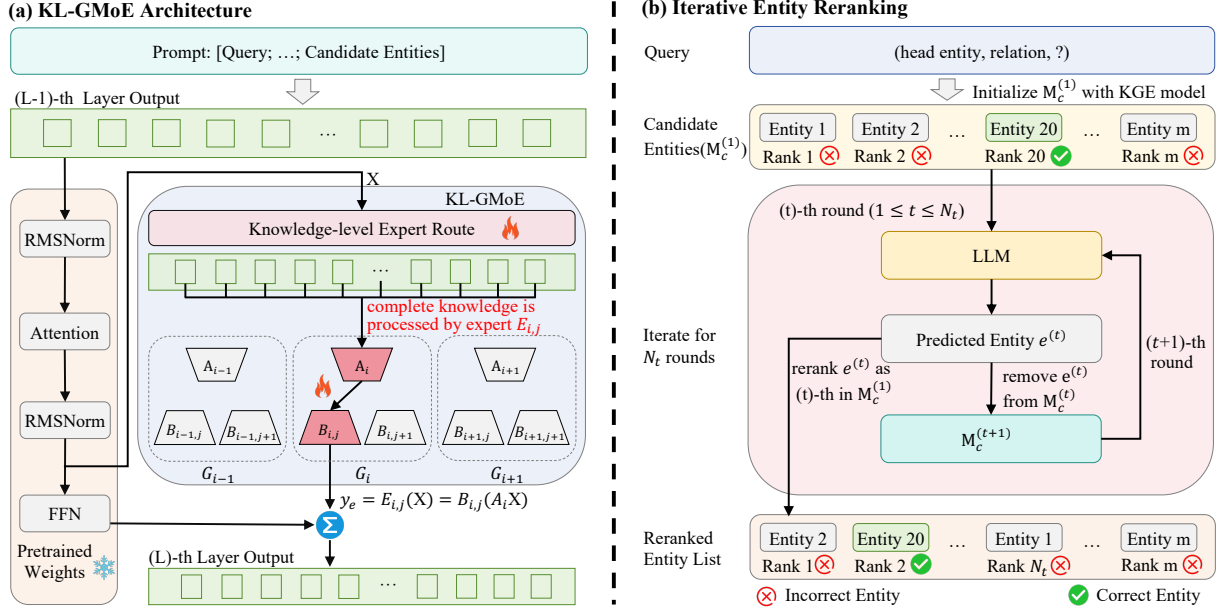 (a) KL-GMoE Architecture
Prompt: [Query; …; Candidate Entities]
(L-1)-th Layer Output
…
X
KL-GMoE
RMSNorm
Attention
RMSNorm
FFN
Pretrained
Weights
Knowledge-level Expert Route
…
complete knowledge is
processed by expert $E_{i,j}$
$A_{i-1}$
$A_i$
$A_{i+1}$
$B_{i-1,j}$ $B_{i-1,j+1}$
$B_{i,j}$ $B_{i,j+1}$
$B_{i+1,j}$ $B_{i+1,j+1}$
$G_{i-1}$
$G_i$
$G_{i+1}$
$y_e = E_{i,j}(X) = B_{i,j}(A_iX)$
Σ
(L)-th Layer Output
…
(b) Iterative Entity Reranking
Query
(head entity, relation, ?)
Initialize $M_c^{(1)}$ with KGE model
Candidate
Entities($M_c^{(1)}$)
Entity 1 Entity 2 … Entity 20 … Entity m
Rank 1 Rank 2 Rank 20 Rank m
(t)-th round ($1 ≤ t ≤ N_t$)
LLM
Iterate for
$N_t$ rounds
Predicted Entity $e^{(t)}$
(t+1)-th
round
rerank $e^{(t)}$ as
(t)-th in $M_c^{(1)}$
remove $e^{(t)}$
from $M_c^{(t)}$
$M_c^{(t+1)}$
Reranked
Entity List
Entity 2 Entity 20 … Entity 1 … Entity m
Rank 1 Rank 2 Rank $N_t$ Rank m
Incorrect Entity
Correct Entity